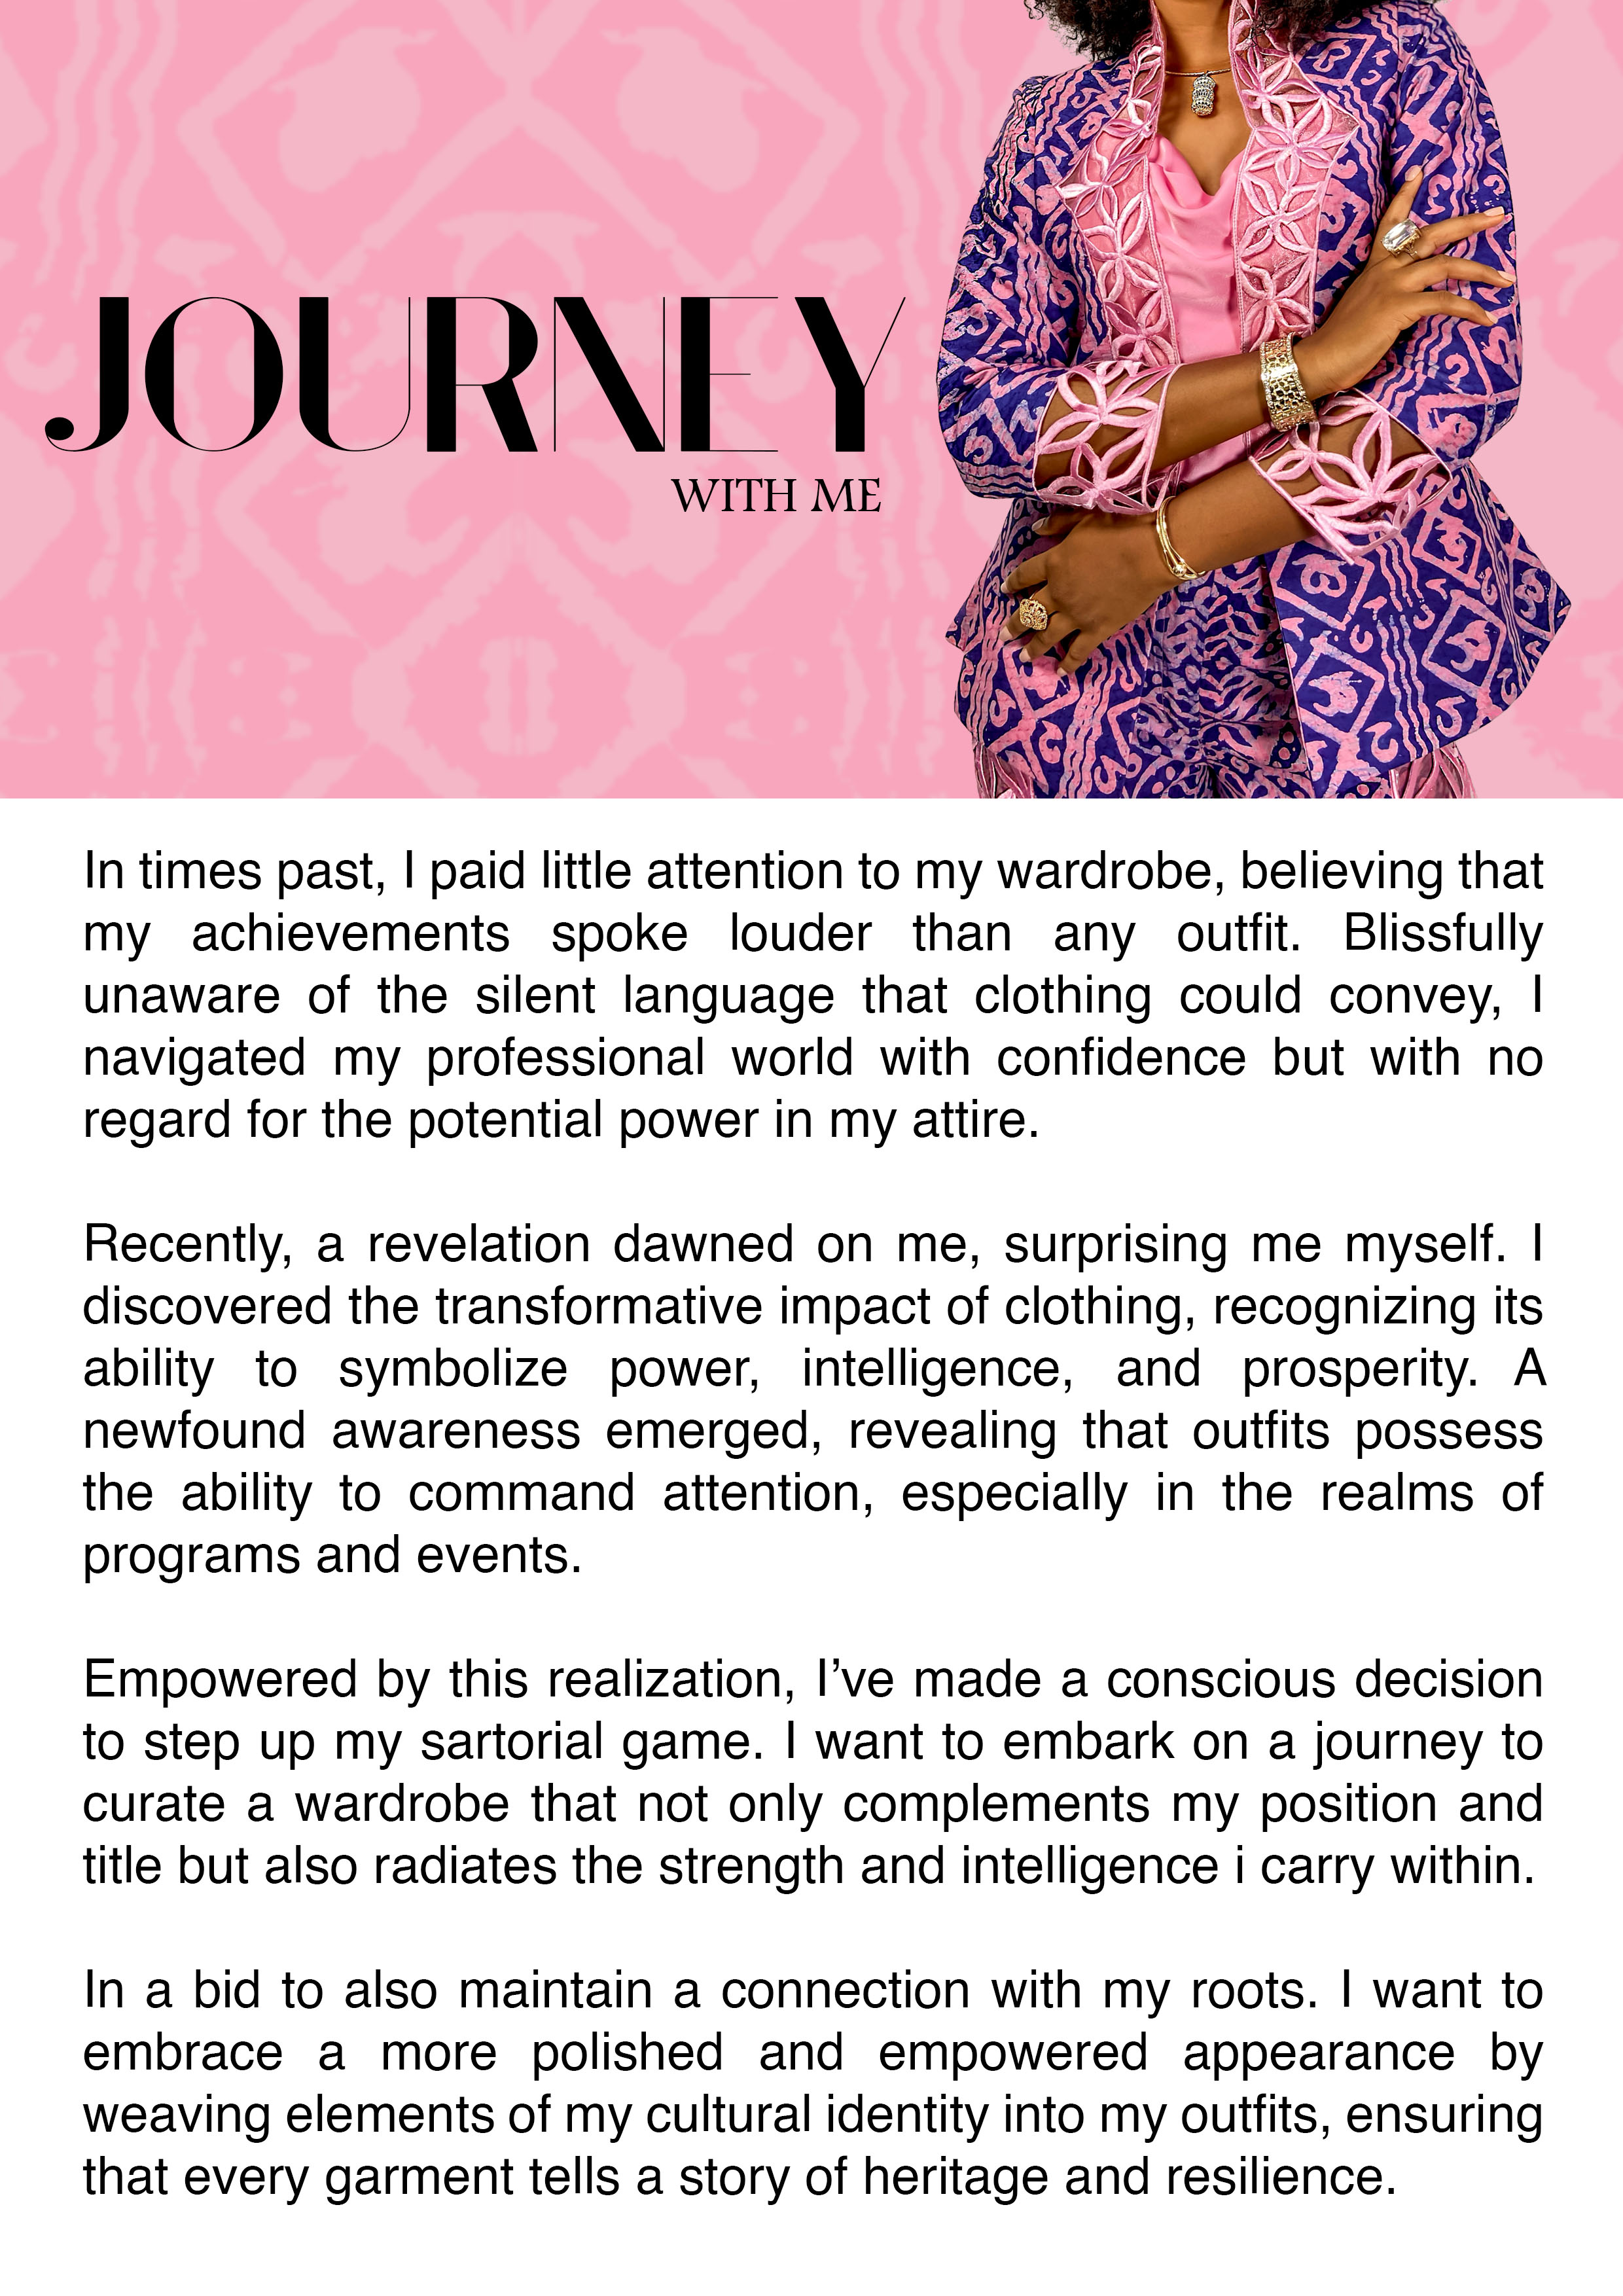 JOURNEY
WITH ME
In times past, I paid little attention to my wardrobe, believing that
my achievements spoke louder than any outfit. Blissfully
unaware of the silent language that clothing could convey, I
navigated my professional world with confidence but with no
regard for the potential power in my attire.
Recently, a revelation dawned on me, surprising me myself. I
discovered the transformative impact of clothing, recognizing its
ability to symbolize power, intelligence, and prosperity. A
newfound awareness emerged, revealing that outfits possess
the ability to command attention, especially in the realms of
programs and events.
Empowered by this realization, I’ve made a conscious decision
to step up my sartorial game. I want to embark on a journey to
curate a wardrobe that not only complements my position and
title but also radiates the strength and intelligence i carry within.
In a bid to also maintain a connection with my roots. I want to
embrace a more polished and empowered appearance by
weaving elements of my cultural identity into my outfits, ensuring
that every garment tells a story of heritage and resilience.